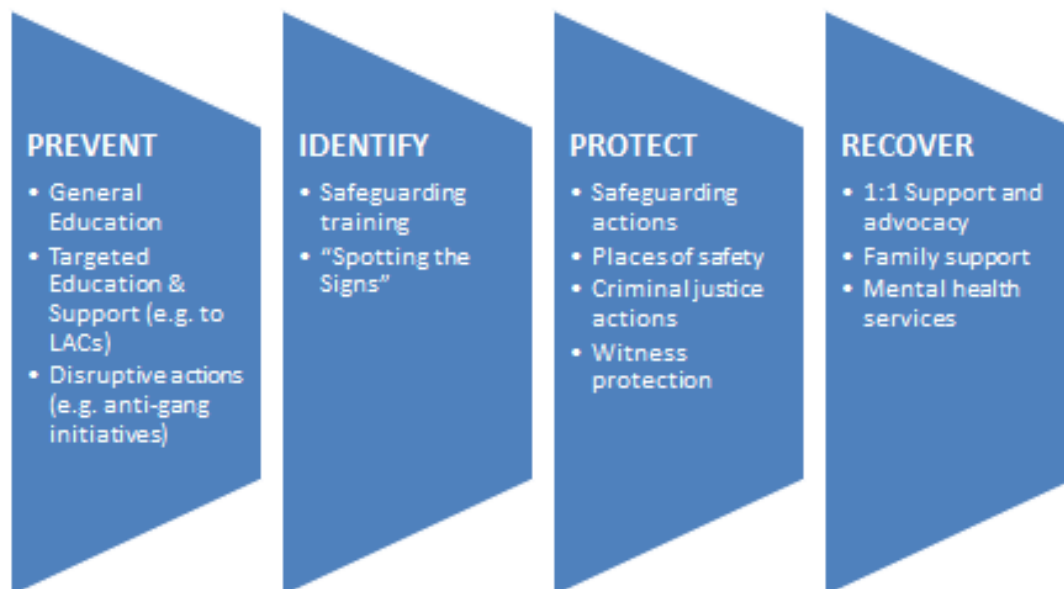 PREVENT
• General
Education
• Targeted
Education &
Support (e.g. to
LACs)
• Disruptive actions
(e.g. anti-gang
initiatives)
IDENTIFY
• Safeguarding
training
• “Spotting the
Signs”
PROTECT
• Safeguarding
actions
• Places of safety
• Criminal justice
actions
• Witness
protection
RECOVER
• 1:1 Support and
advocacy
• Family support
• Mental health
services